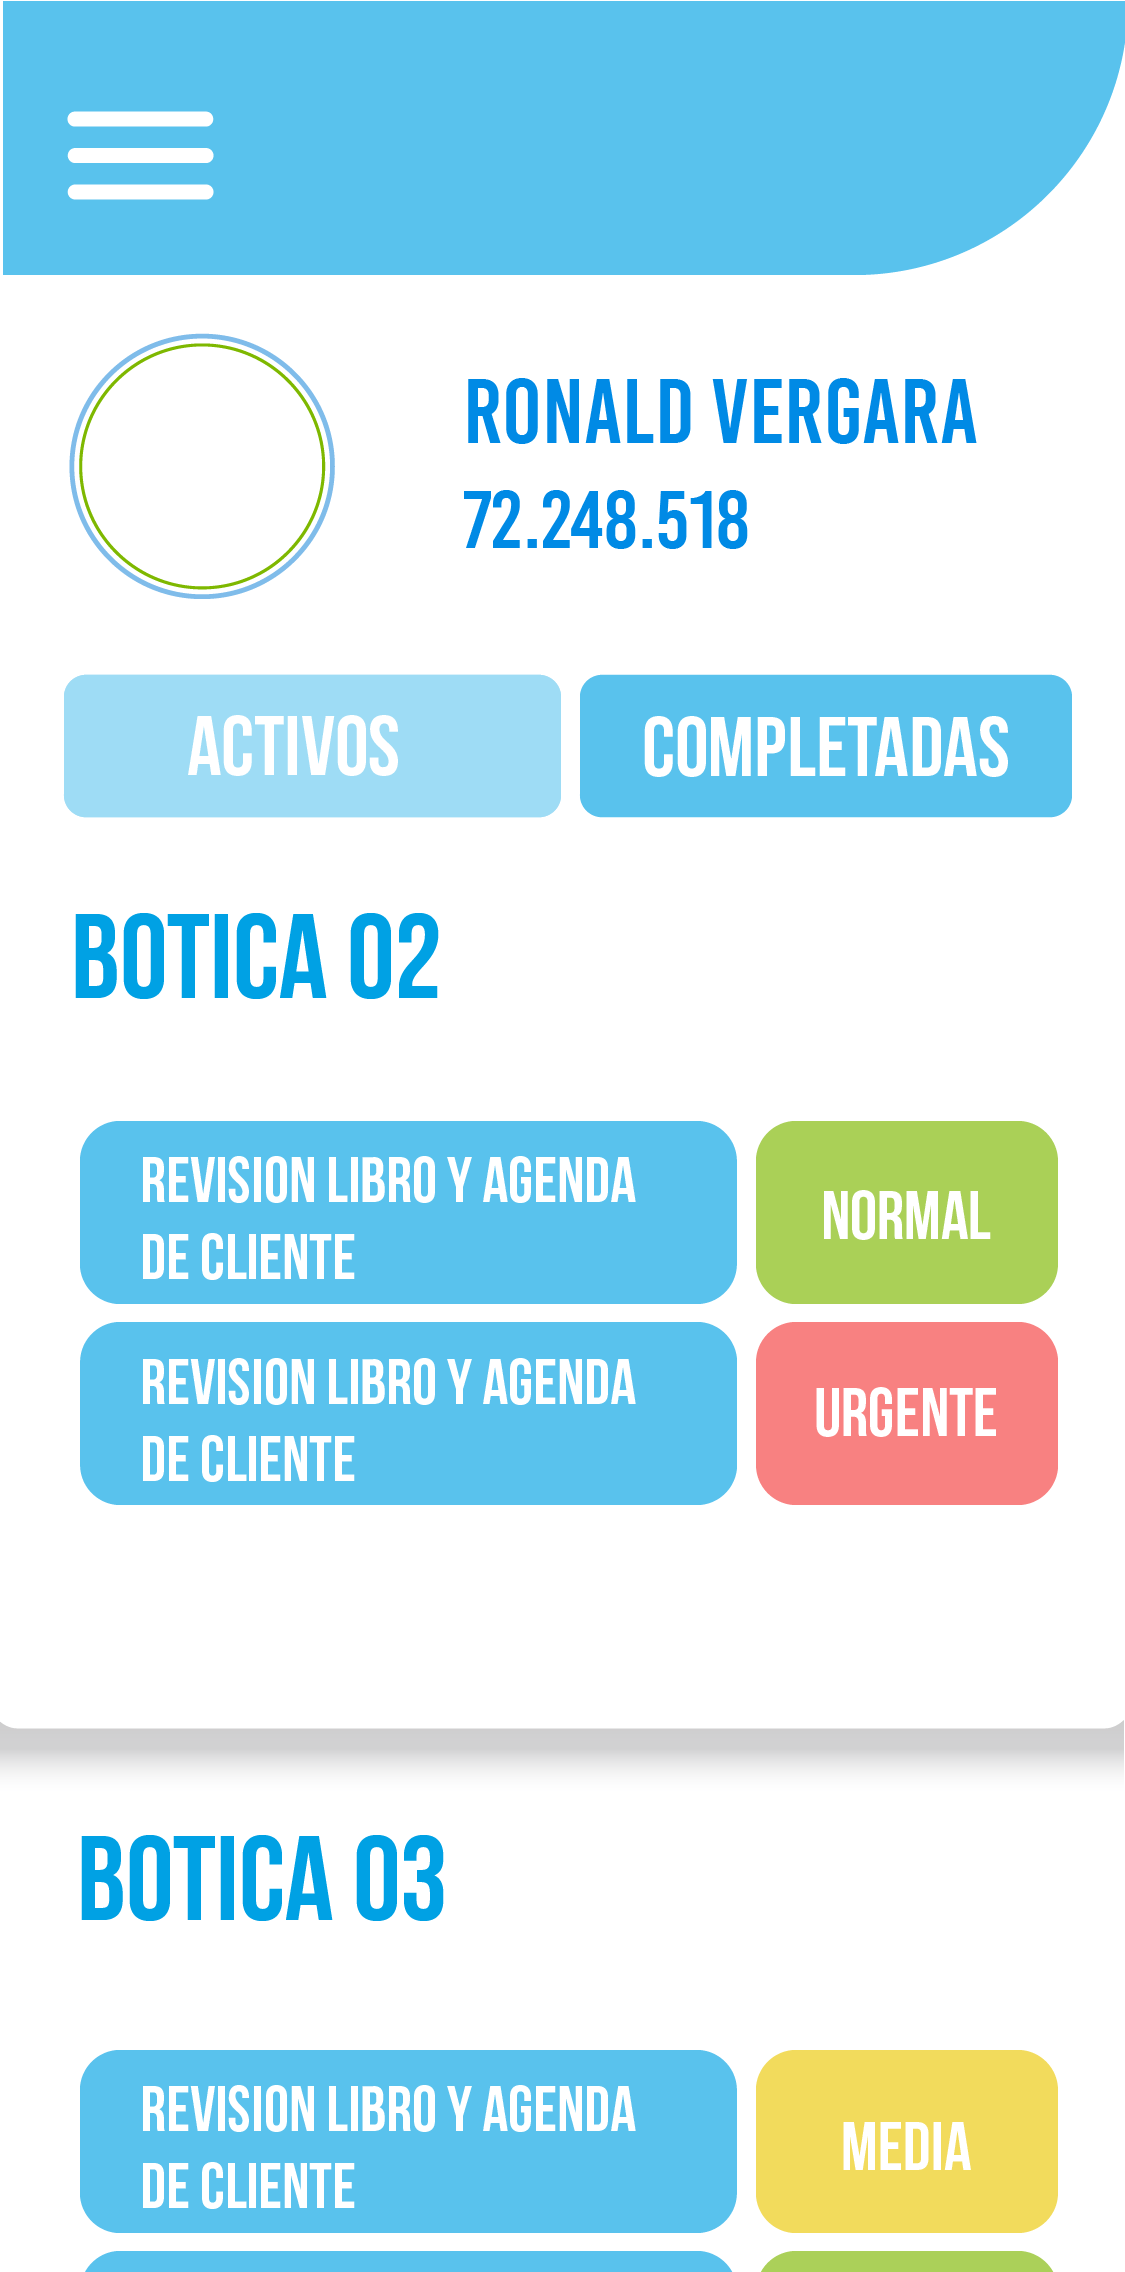 RONALD VERGARA
72.248.518
ACTIVOS
COMPLETADAS
BOTICA 02
REVISION LIBRO Y AGENDA
DE CLIENTE
NORMAL
REVISION LIBRO Y AGENDA
DE CLIENTE
URGENTE
BOTICA 03
REVISION LIBRO Y AGENDA
DE CLIENTE
MEDIA